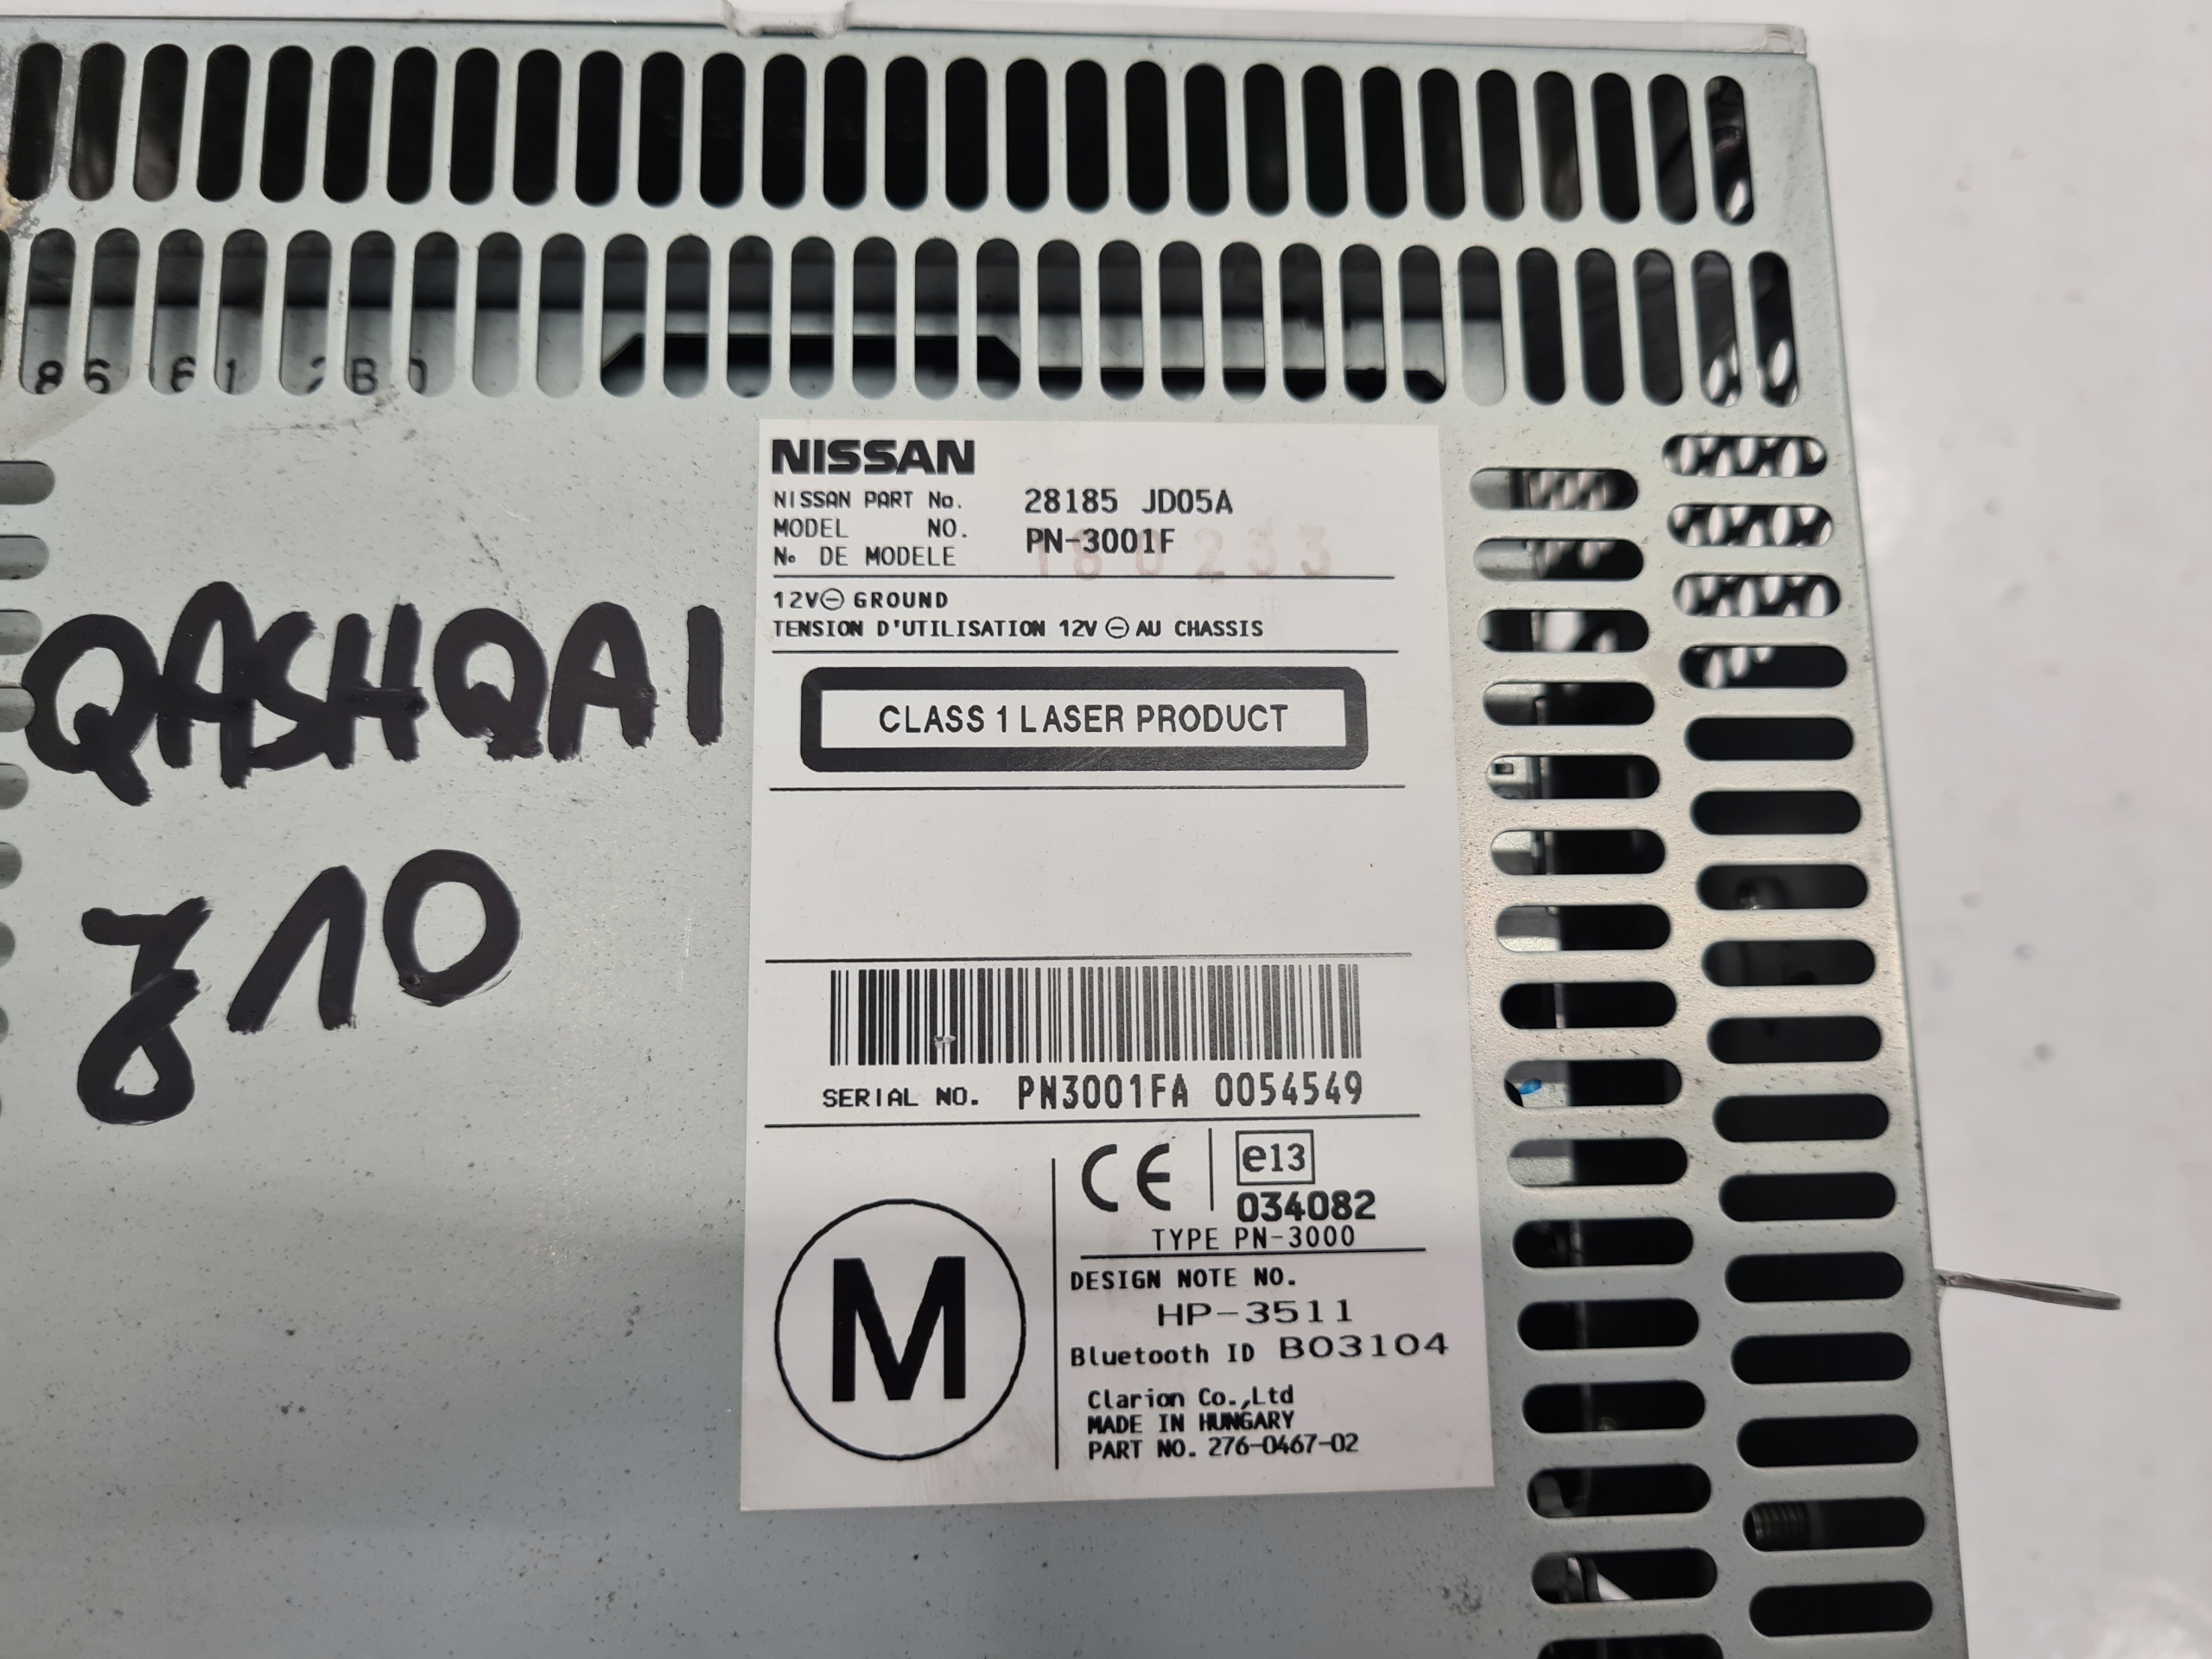 86 61 2B0
NISSAN
NISSAN PART No. 28185 JD05A
MODEL NO. PN-3001F
No DE MODELE
180233
12V⊖ GROUND
TENSION D'UTILISATION 12V ⊖ AU CHASSIS
CLASS 1 LASER PRODUCT
QASHQAI
J10
SERIAL NO. PN3001FA 0054549
CE e13
034082
TYPE PN-3000
M
DESIGN NOTE NO.
HP-3511
Bluetooth ID B03104
Clarion Co.,Ltd
MADE IN HUNGARY
PART NO. 276-0467-02